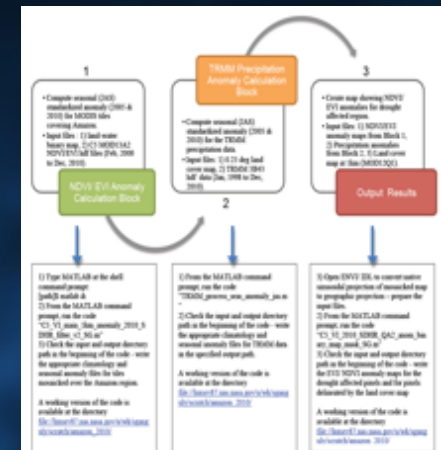 1
• Compute seasonal (JAS)
standardized anomaly (2005 &
2010) for MODIS tiles
covering Amazon.
• Input files: 1) land-water
binary map, 2) C5
NDVI/EVI hdf files (Feb, 2000
to Dec, 2010).
NDVI/EVI Anomaly
Calculation Block
TRMM Precipitation
Anomaly Calculation
Block
• Compute seasonal (JAS)
standardized anomaly (2005 &
2010) for the TRMM
precipitation data.
• Input files: 1) 0.25 deg land
cover map, 2) TRMM 3B43
hdf data (Jan, 1998 to Dec,
2010).
2
3
• Create map showing NDVI/
EVI anomalies for drought
affected region.
• Input files: 1) NDVI/EVI
anomaly maps from Block 1,
2) Precipitation anomalies
from Block 2, 3) Land cover
map at 1km
Output Results
1) Type MATLAB at the shell
command prompt:
[path]$ matlab &
2) From the MATLAB command
prompt, run the code
3) Check the input and output directory
path in the beginning of the code - write
the appropriate climatology and
seasonal anomaly files for tiles
mosaicked over the Amazon region.
A working version of the code is
available at the directory
1) From the MATLAB command
prompt, run the code
2) Check the input and output directory
path in the beginning of the code - write
the appropriate climatology and
seasonal anomaly files for TRMM data
in the specified output path.
A working version of the code is
available at the directory
1) Open ENVI/IDL to convert native
sinusoidal projection of mosaicked map
to geographic projection – prepare the
input files.
2) From the MATLAB command
prompt, run the code
3) Check the input and output directory
path in the beginning of the code - write
the EVI/NDVI anomaly maps for the
drought affected pixels and for pixels
delineated by the land cover map
A working version of the code is
available at the directory